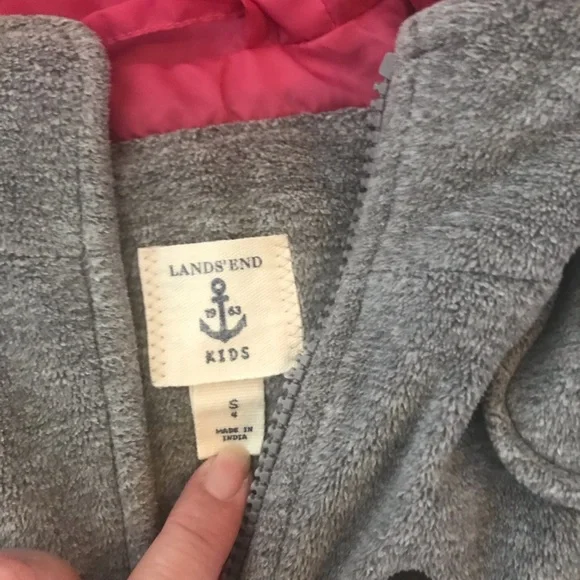 LANDS' END
19 63
KIDS
S
4
MADE IN
INDIA